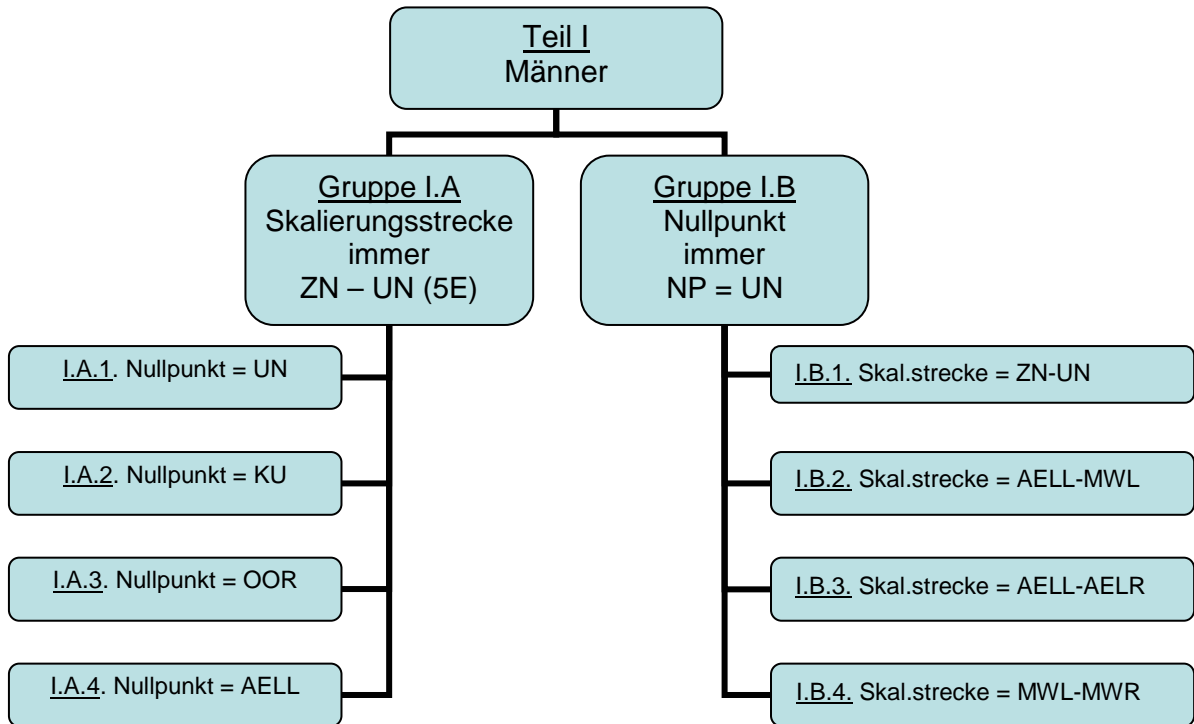 Teil I
Männer
Gruppe I.A
Skalierungsstrecke
immer
ZN – UN (5E)
Gruppe I.B
Nullpunkt
immer
NP = UN
I.A.1. Nullpunkt = UN
I.A.2. Nullpunkt = KU
I.A.3. Nullpunkt = OOR
I.A.4. Nullpunkt = AELL
I.B.1. Skal.strecke = ZN-UN
I.B.2. Skal.strecke = AELL-MWL
I.B.3. Skal.strecke = AELL-AELR
I.B.4. Skal.strecke = MWL-MWR